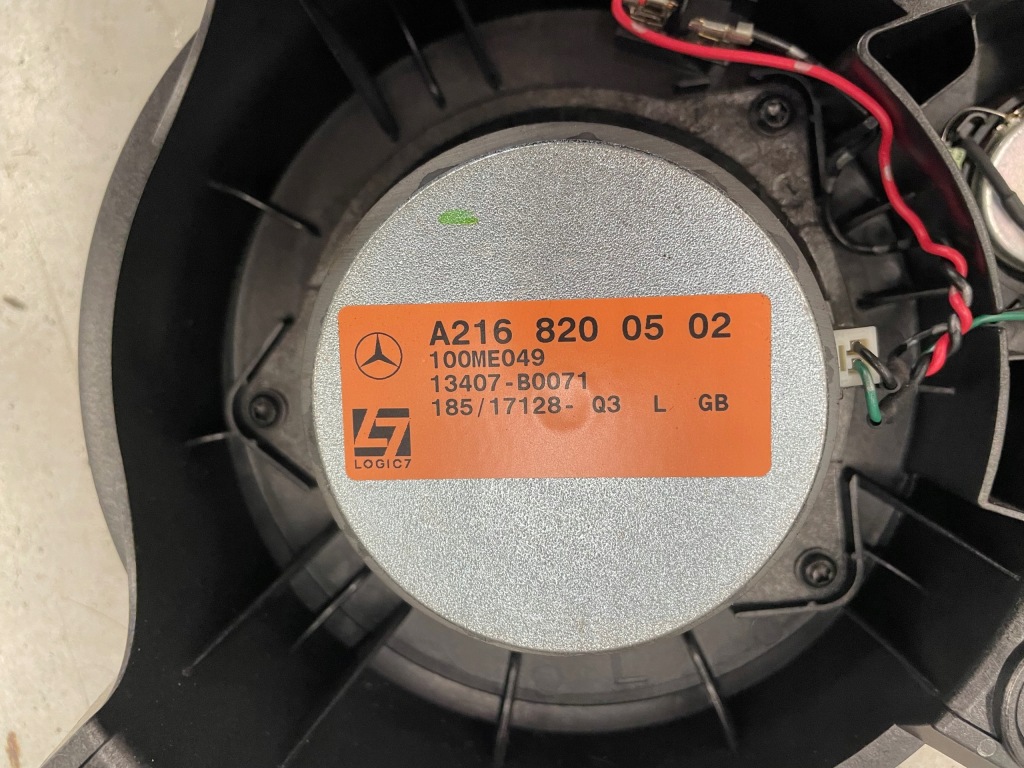 A216 820 05 02
100ME049
13407-B0071
185/17128- Q3 L GB
LOGIC7